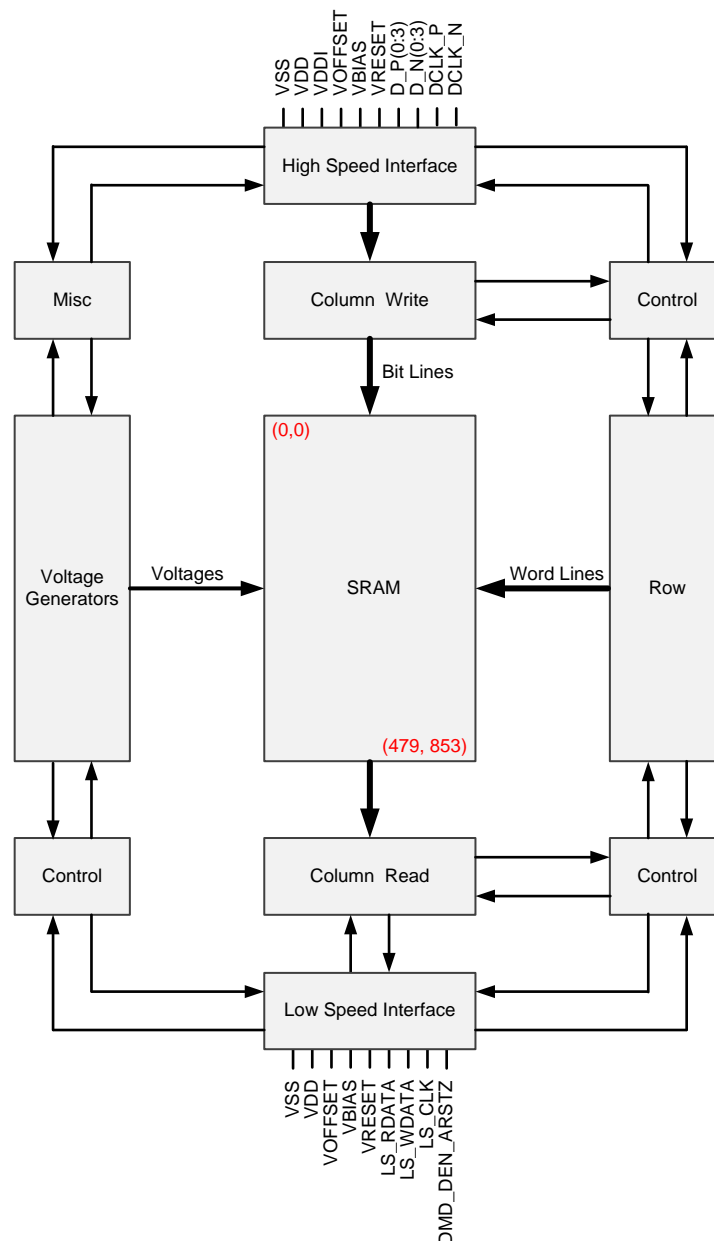 VSS
VDD
VDDI
VOFFSET
VBIAS
VRESET
D_P(0:3)
D_N(0:3)
DCLK_P
DCLK_N
High Speed Interface
Misc
Column Write
Control
Bit Lines
(0,0)
Voltage
Generators
Voltages
SRAM
Word Lines
Row
(479, 853)
Control
Column Read
Control
Low Speed Interface
VSS
VDD
VOFFSET
VBIAS
VRESET
LS_RDATA
LS_WDATA
LS_CLK
DMD_DEN_ARSTZ